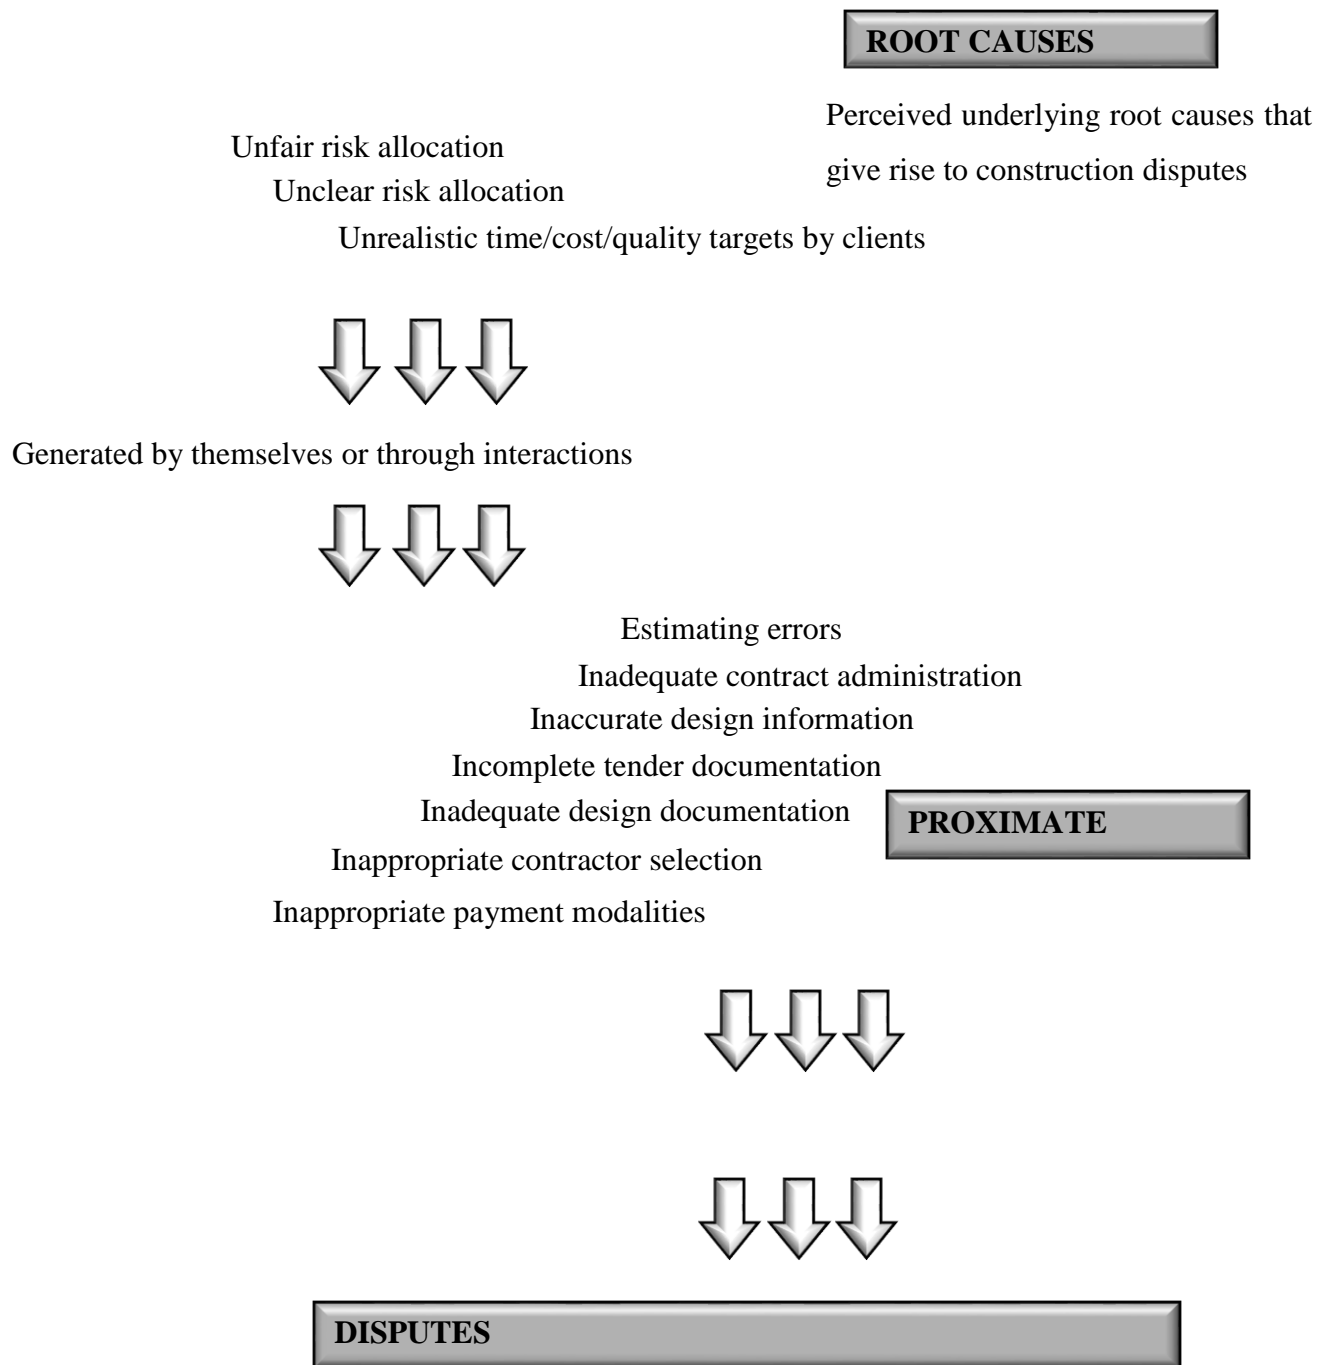 ROOT CAUSES
Perceived underlying root causes that
give rise to construction disputes
Unfair risk allocation
Unclear risk allocation
Unrealistic time/cost/quality targets by clients
Generated by themselves or through interactions
Estimating errors
Inadequate contract administration
Inaccurate design information
Incomplete tender documentation
Inadequate design documentation
PROXIMATE
Inappropriate contractor selection
Inappropriate payment modalities
DISPUTES